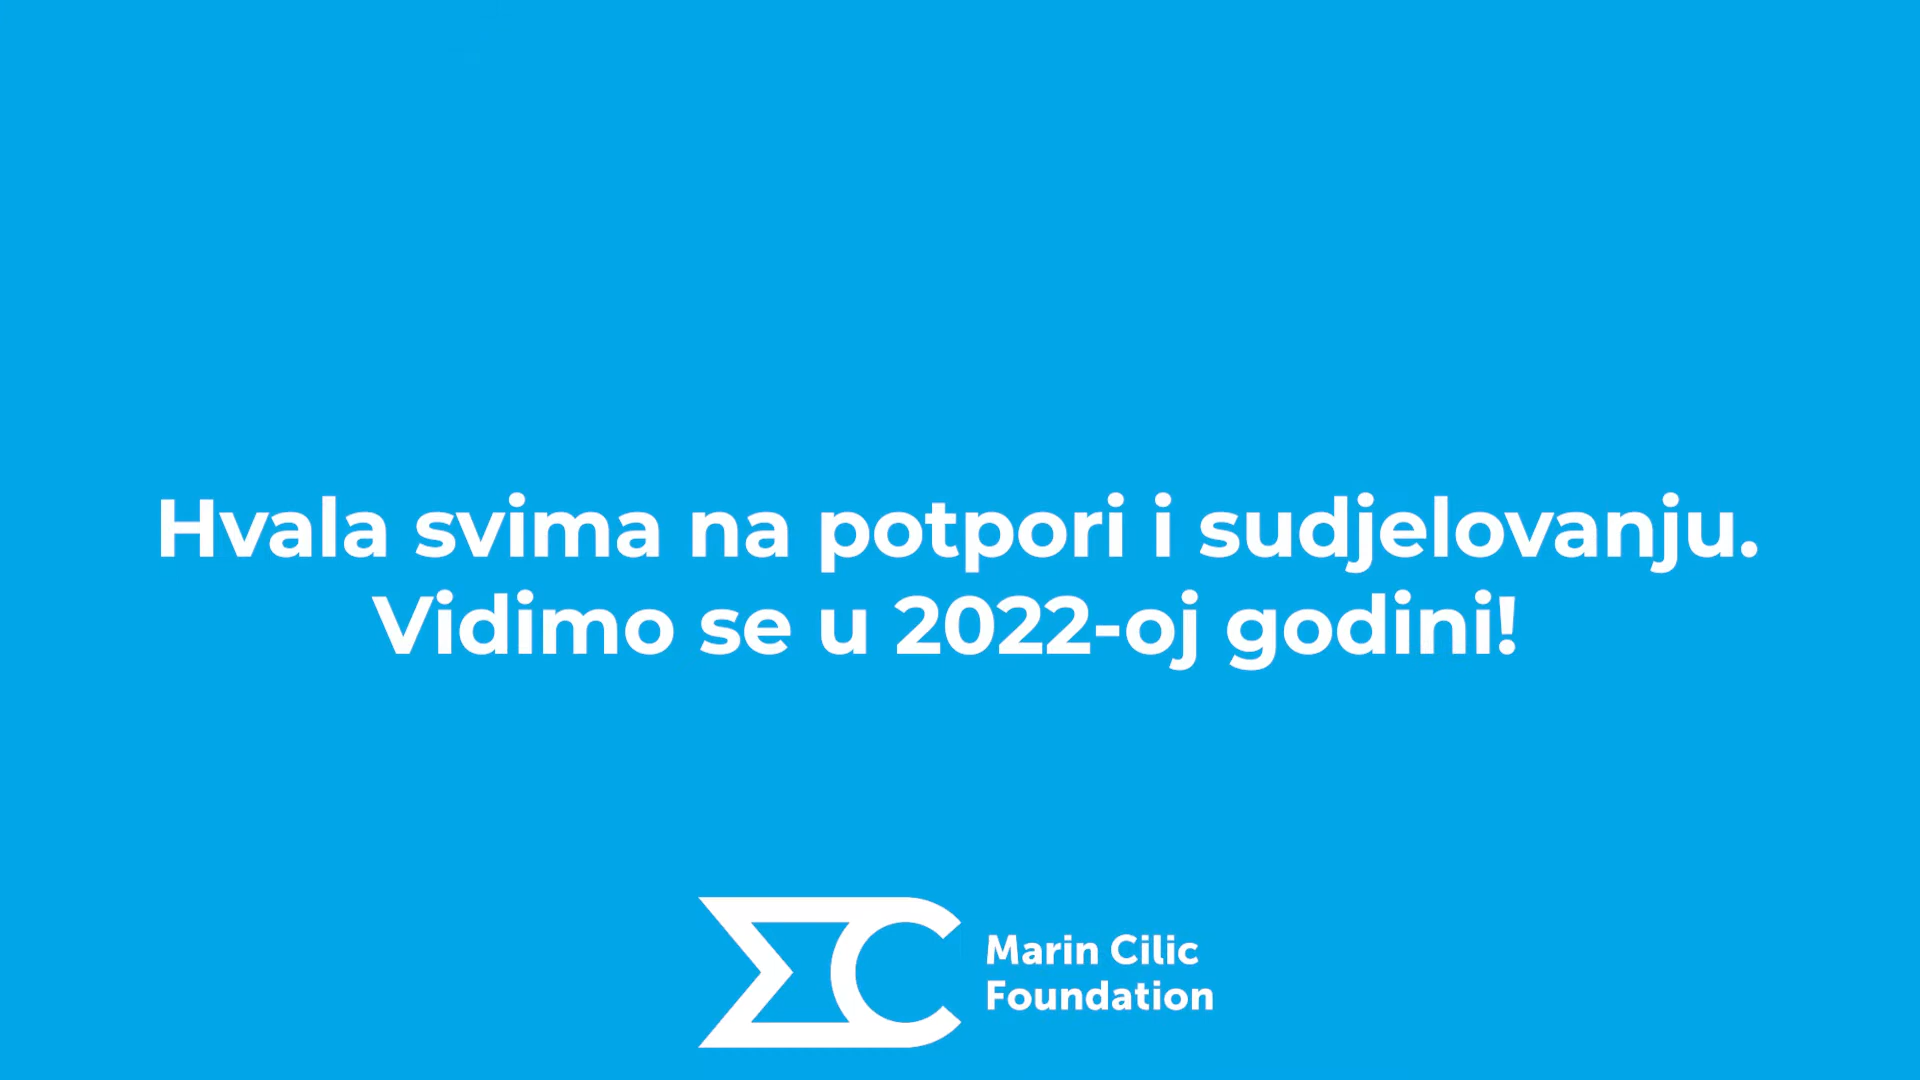 Hvala svima na potpori i sudjelovanju.
Vidimo se u 2022-oj godini!
Marin Cilic
Foundation